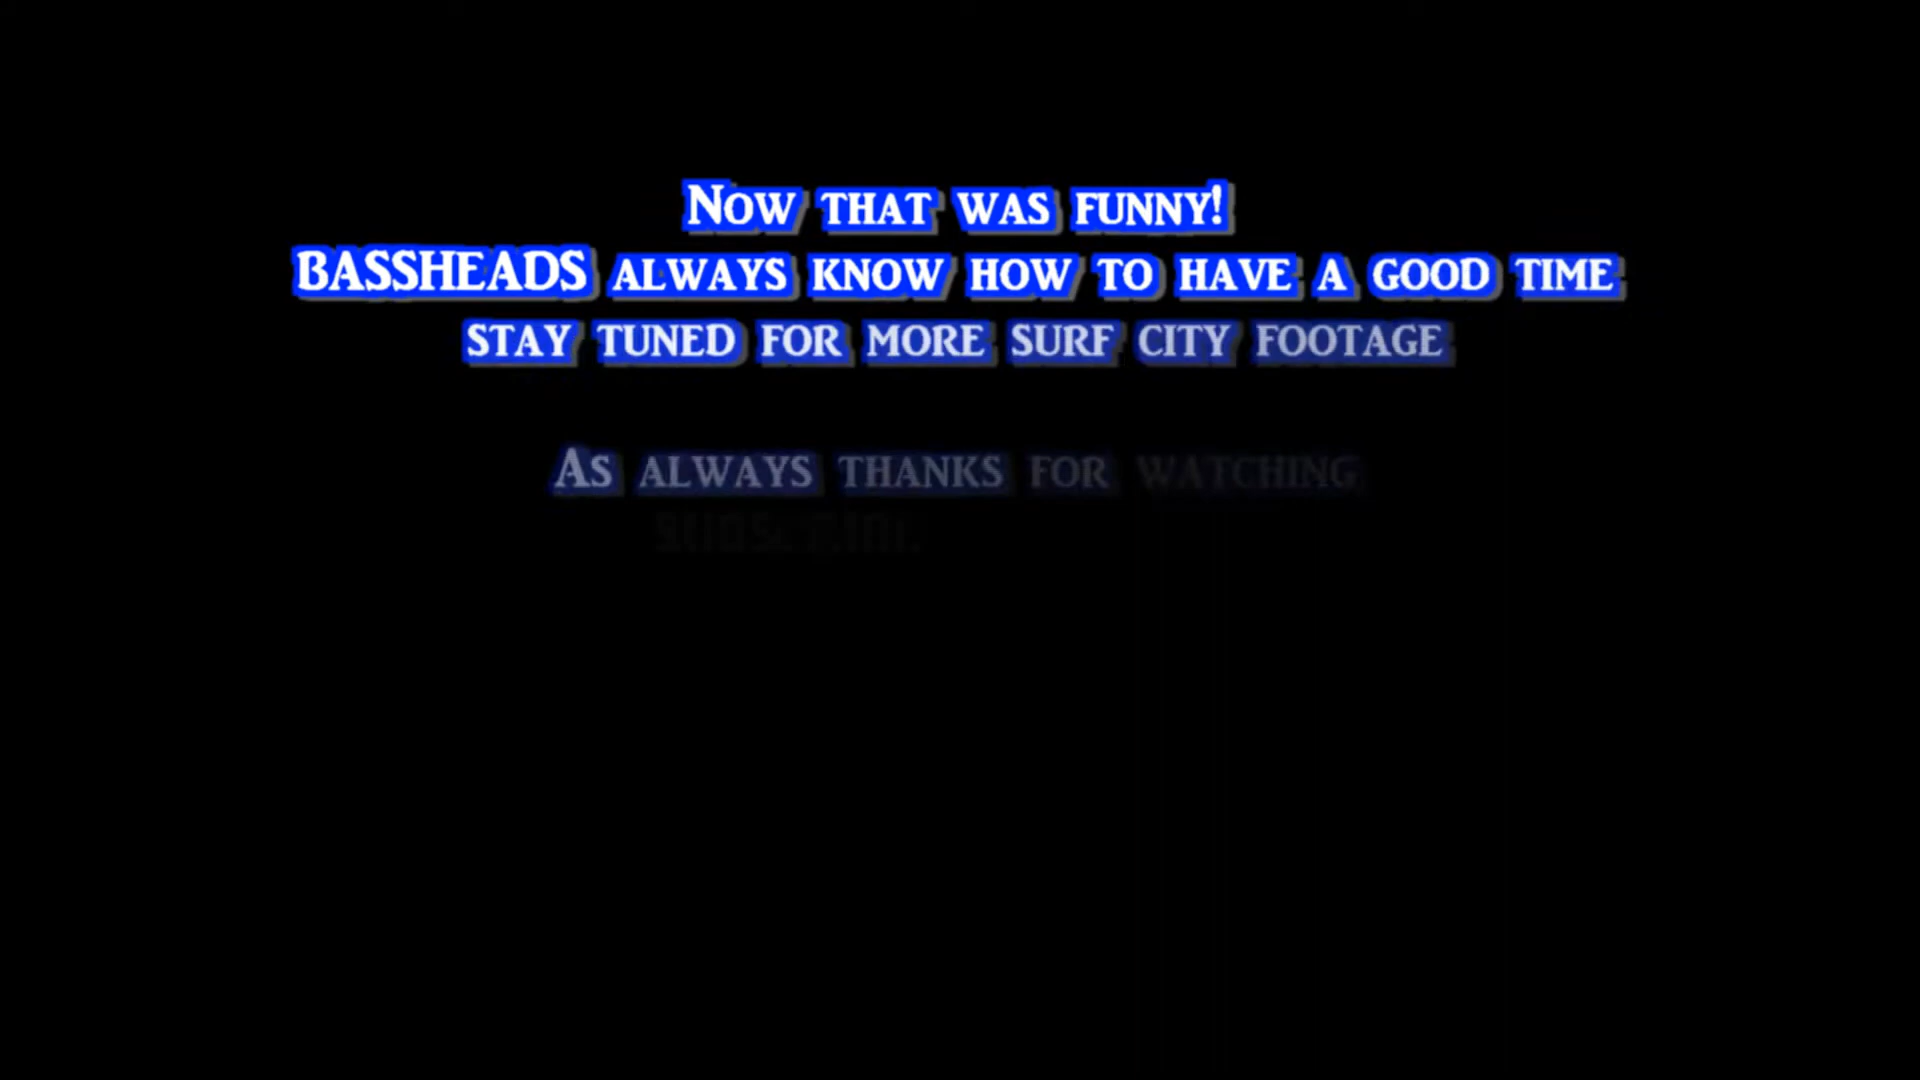 Now that was funny!
BASSHEADS always know how to have a good time
stay tuned for more surf city footage
As always thanks for watching